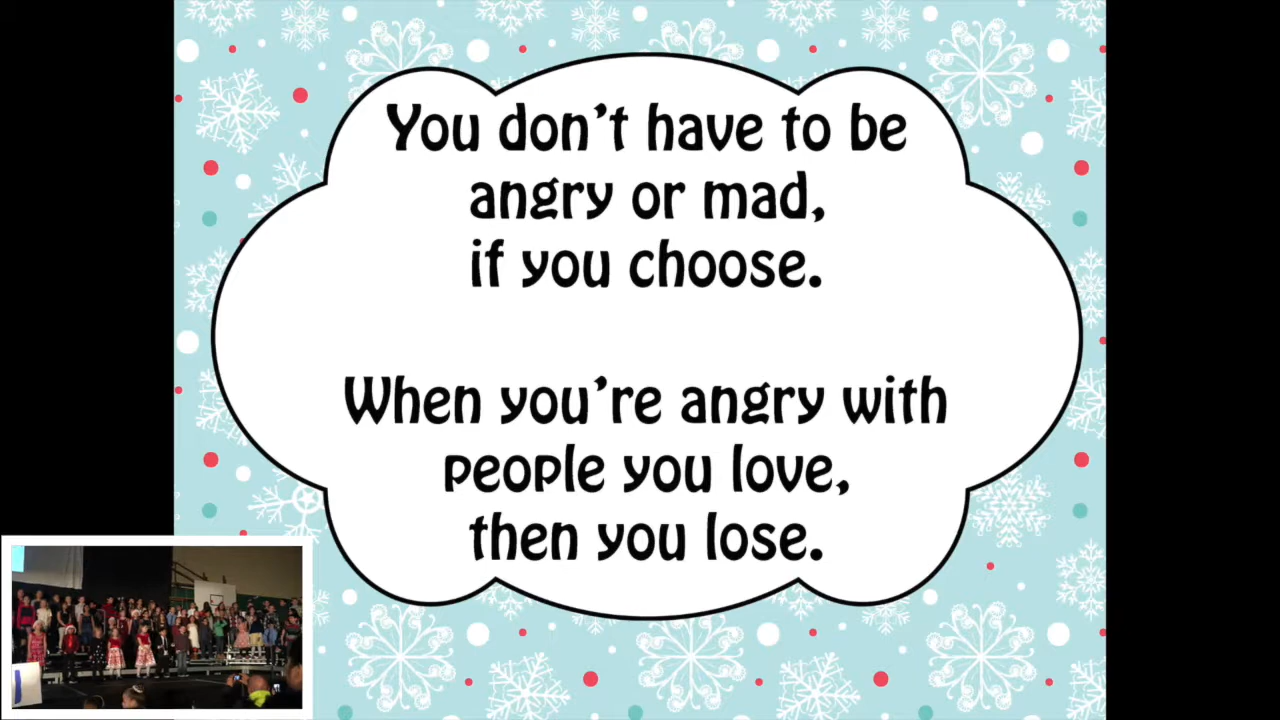 You don't have to be
angry or mad,
if you choose.
When you're angry with
people you love,
then you lose.